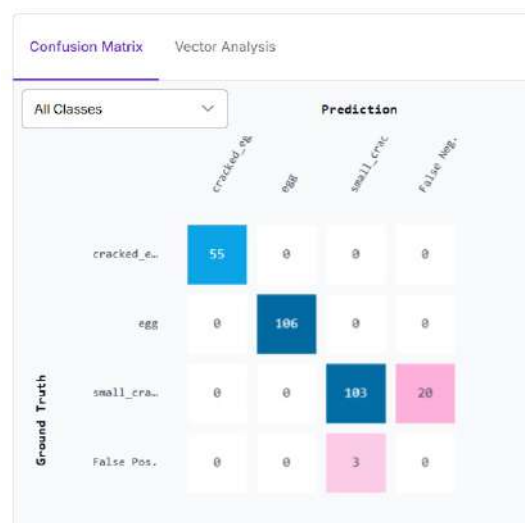 Confusion Matrix Vector Analysis
All Classes Prediction
cracked_eg egg small_crac False Neg.
cracked_e… 55 0 0 0
egg 0 106 0 0
small_cra… 0 0 103 20
False Pos. 0 0 3 0
Ground Truth